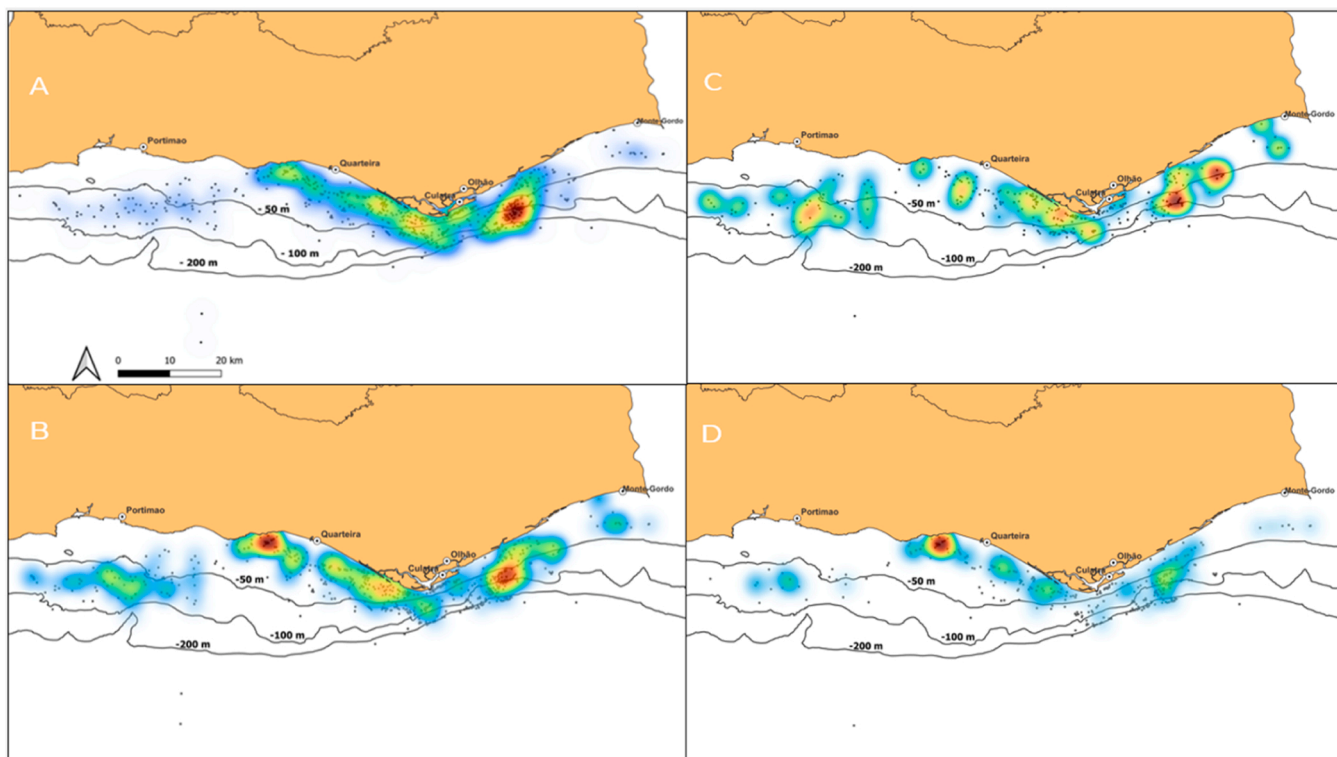 A
Portimao
Quarteira
Olhão
Culatra
Monte-Gordo
- 50 m
- 100 m
- 200 m
0 10 20 km
C
Portimao
Quarteira
Olhão
Culatra
Monte-Gordo
-50 m
-100 m
-200 m
B
Portimao
Quarteira
Olhão
Culatra
Monte-Gordo
-50 m
-100 m
-200 m
D
Portimao
Quarteira
Olhão
Culatra
Monte-Gordo
-50 m
-100 m
-200 m